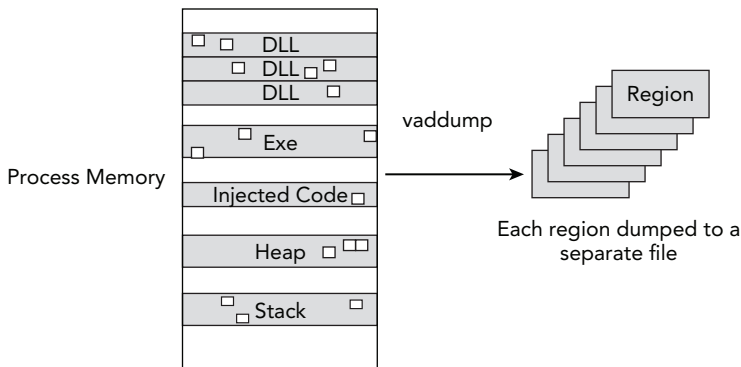 DLL
DLL
DLL
Exe
Injected Code
Heap
Stack
Process Memory
vaddump
Region
Each region dumped to a
separate file